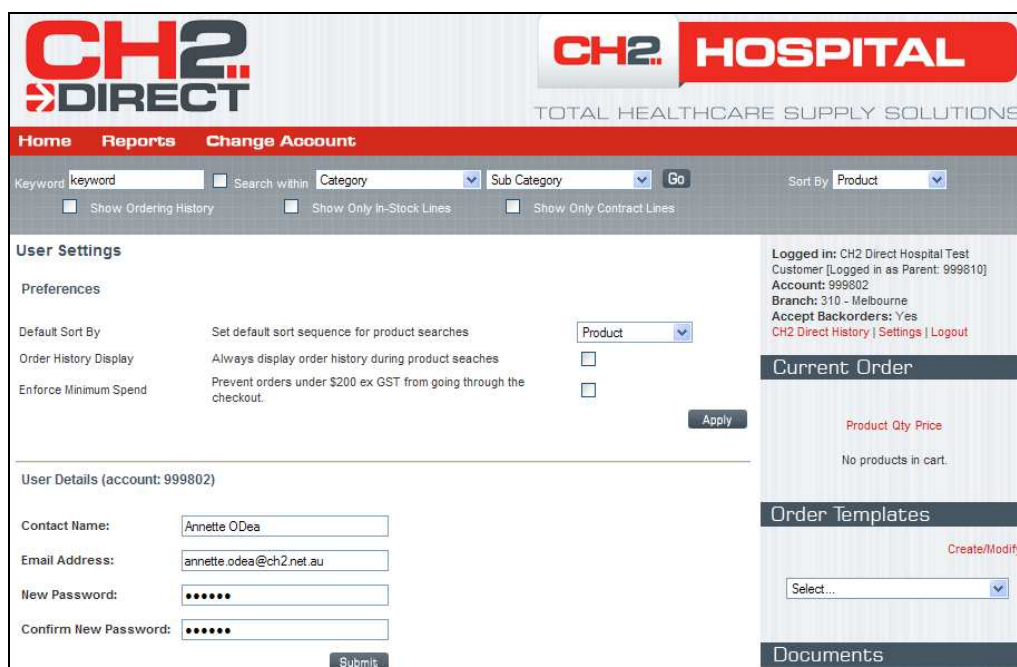 CH2..
DIRECT
CH2.. HOSPITAL
TOTAL HEALTHCARE SUPPLY SOLUTIONS
Home Reports Change Account
Keyword keyword Search within Category Sub Category Go Sort By Product
Show Ordering History Show Only In-Stock Lines Show Only Contract Lines
User Settings
Preferences
Default Sort By Set default sort sequence for product searches Product
Order History Display Always display order history during product seaches
Enforce Minimum Spend Prevent orders under $200 ex GST from going through the
checkout.
Apply
User Details (account: 999802)
Contact Name: Annette ODea
Email Address: annette.odea@ch2.net.au
New Password: ••••••
Confirm New Password: ••••••
Submit
Logged in: CH2 Direct Hospital Test
Customer [Logged in as Parent: 999810]
Account: 999802
Branch: 310 - Melbourne
Accept Backorders: Yes
CH2 Direct History | Settings | Logout
Current Order
Product Qty Price
No products in cart.
Order Templates
Create/Modify
Select...
Documents